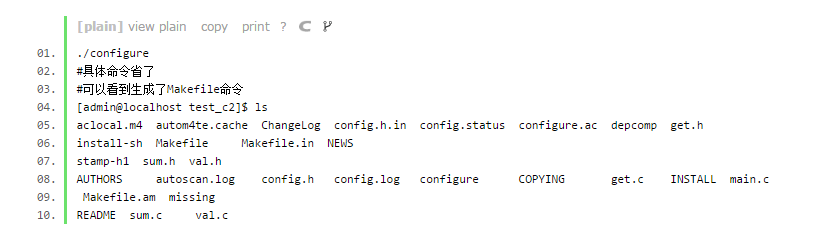 [plain] view plain copy print ?
01. ./configure
02. #具体命令省了
03. #可以看到生成了Makefile命令
04. [admin@localhost test_c2]$ ls
05. aclocal.m4 autom4te.cache ChangeLog config.h.in config.status configure.ac depcomp get.h
06. install-sh Makefile Makefile.in NEWS
07. stamp-h1 sum.h val.h
08. AUTHORS autoscan.log config.h config.log configure COPYING get.c INSTALL main.c
09. Makefile.am missing
10. README sum.c val.c